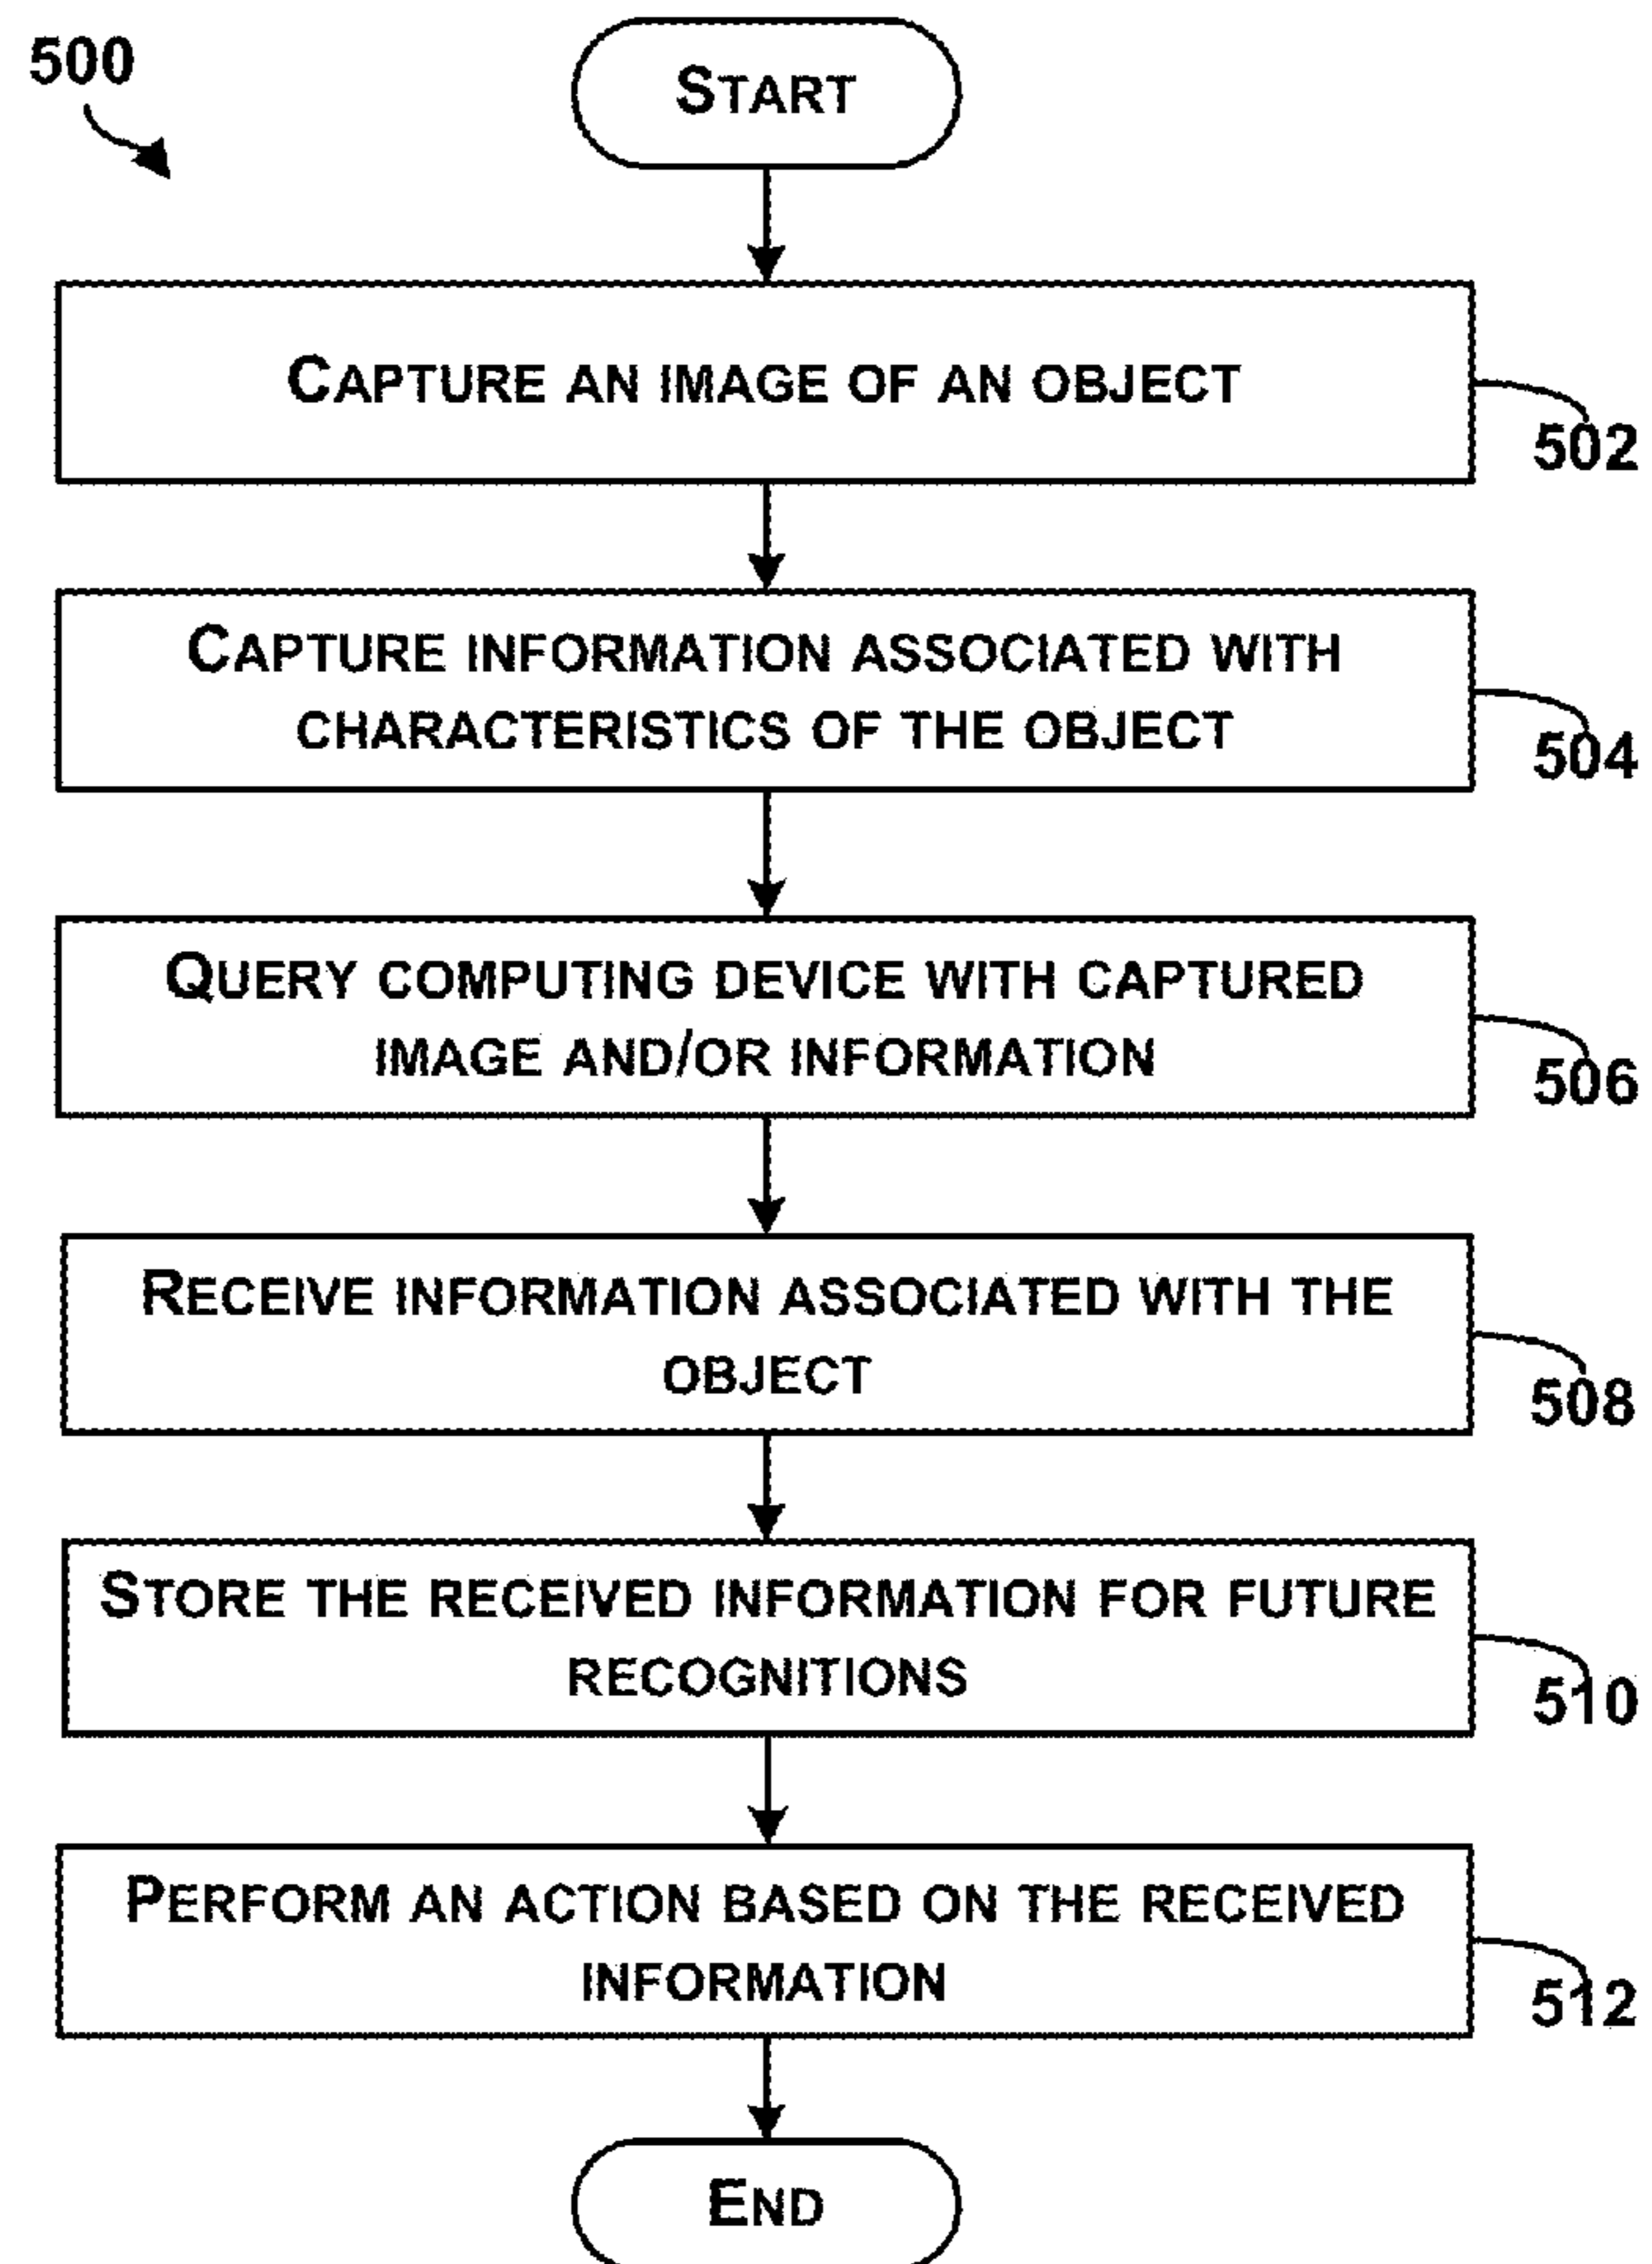 500
START
CAPTURE AN IMAGE OF AN OBJECT
502
CAPTURE INFORMATION ASSOCIATED WITH
CHARACTERISTICS OF THE OBJECT
504
QUERY COMPUTING DEVICE WITH CAPTURED
IMAGE AND/OR INFORMATION
506
RECEIVE INFORMATION ASSOCIATED WITH THE
OBJECT
508
STORE THE RECEIVED INFORMATION FOR FUTURE
RECOGNITIONS
510
PERFORM AN ACTION BASED ON THE RECEIVED
INFORMATION
512
END